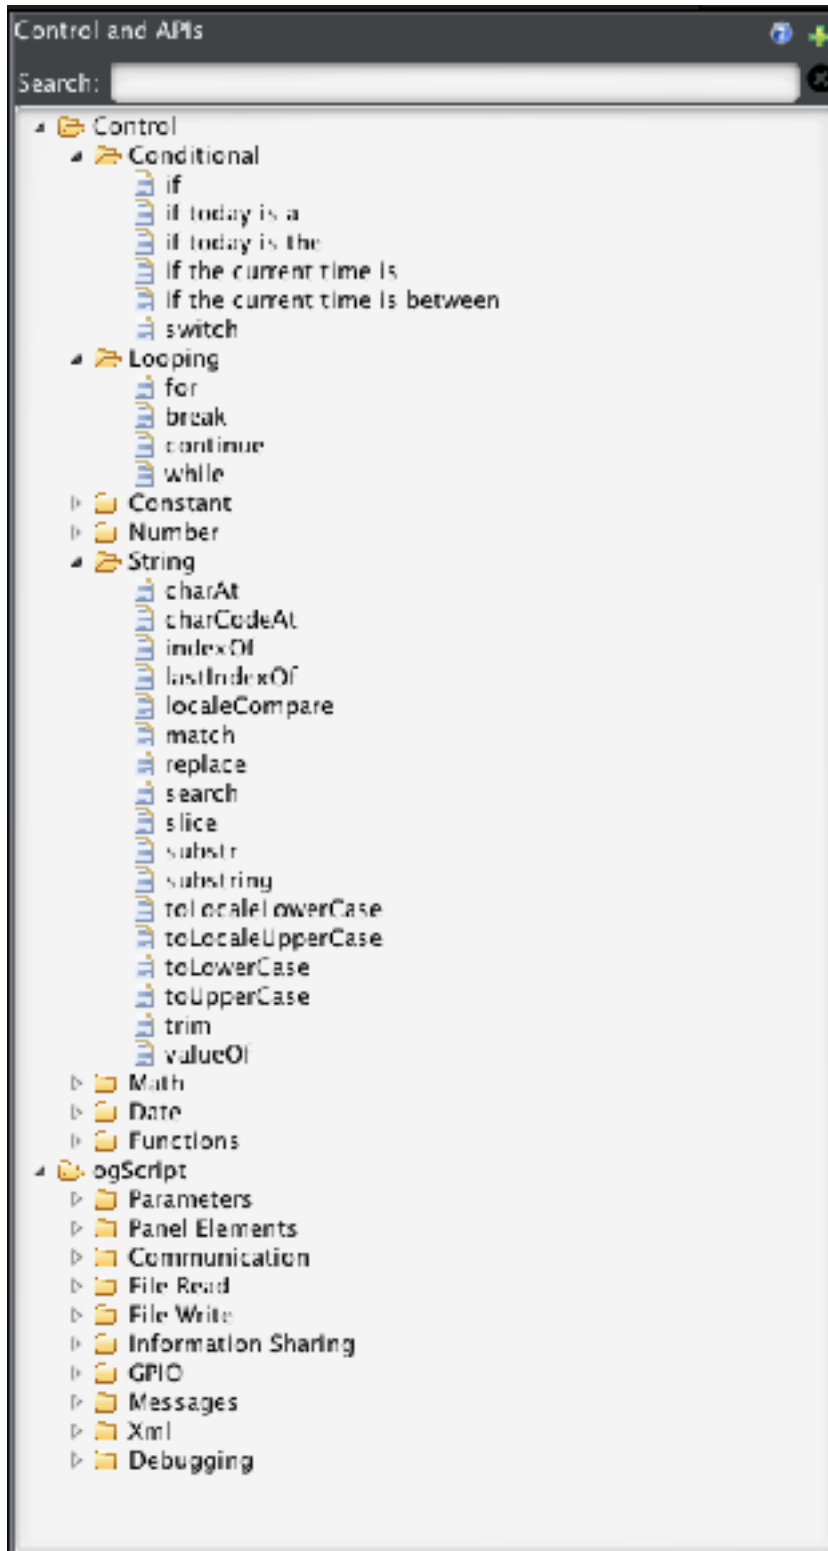 Control and APIs
Search:
Control
Conditional
if
if today is a
if today is the
if the current time is
if the current time is between
switch
Looping
for
break
continue
while
Constant
Number
String
charAt
charCodeAt
indexOf
lastIndexOf
localeCompare
match
replace
search
slice
substr
substring
toLocaleLowerCase
toLocaleUpperCase
toLowerCase
toUpperCase
trim
valueOf
Math
Date
Functions
ogScript
Parameters
Panel Elements
Communication
File Read
File Write
Information Sharing
GPIO
Messages
Xml
Debugging